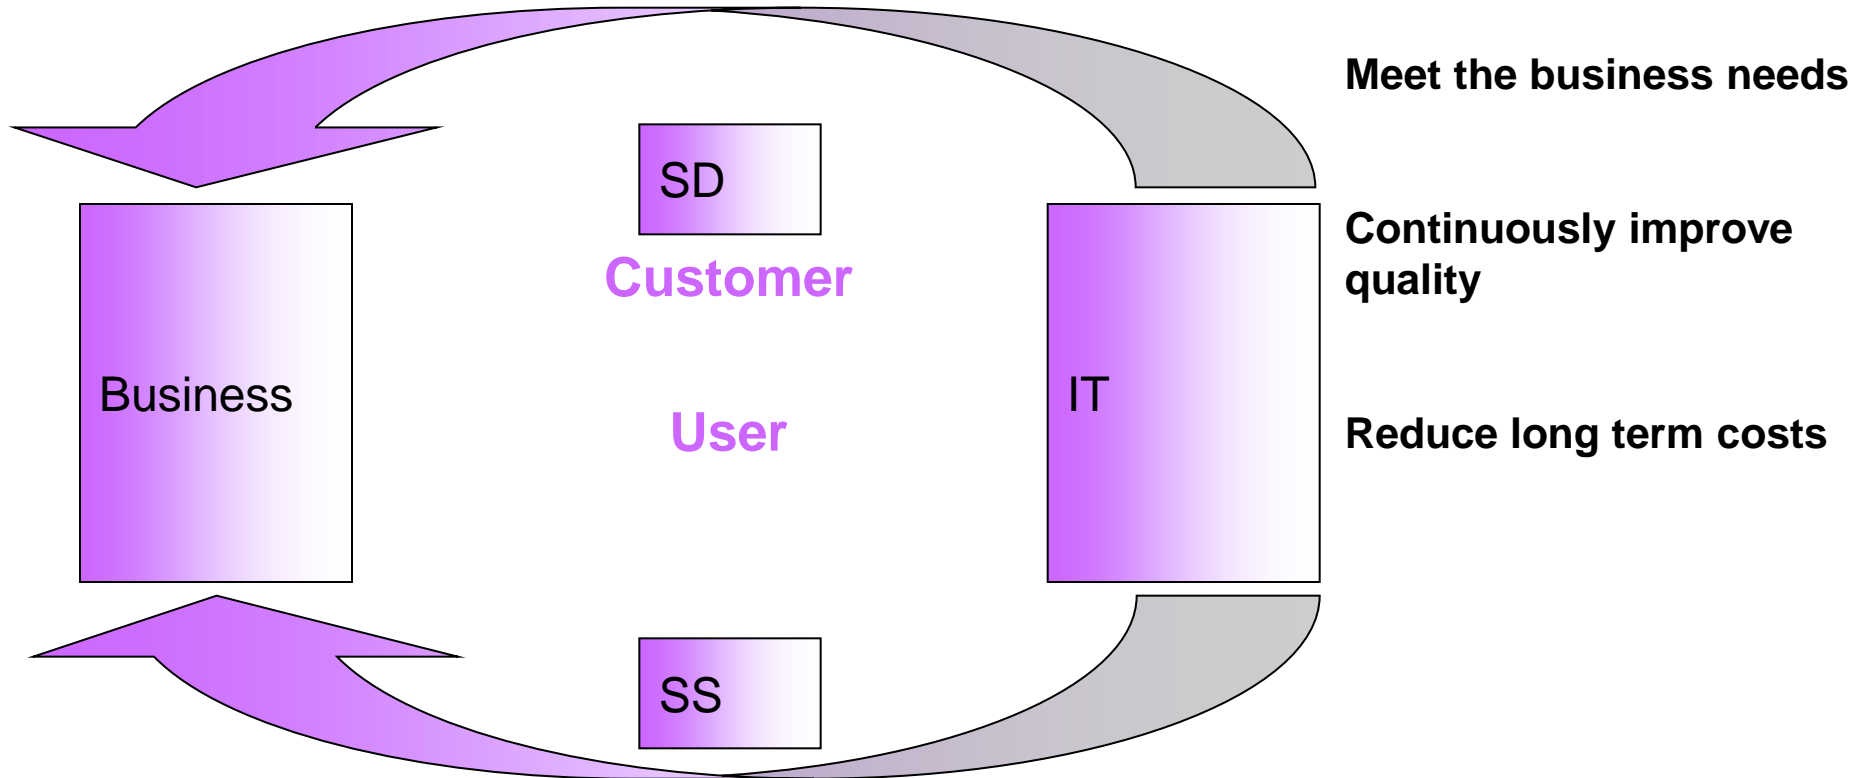 Meet the business needs
SD
Continuously improve
quality
Customer
Business
IT
User
Reduce long term costs
SS